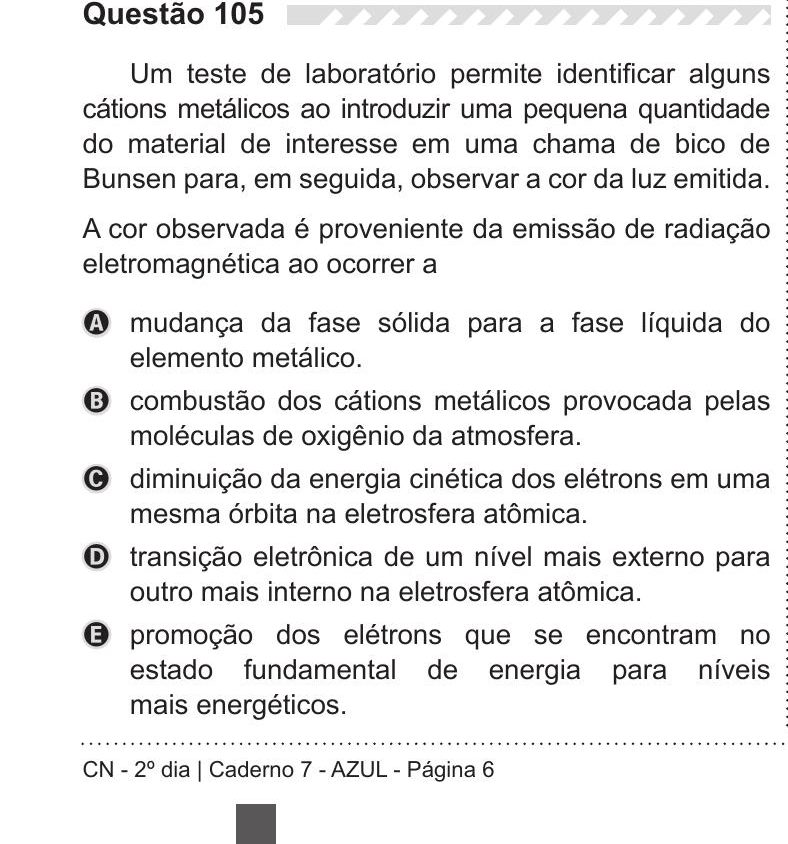 Questão 105
Um teste de laboratório permite identificar alguns
cátions metálicos ao introduzir uma pequena quantidade
do material de interesse em uma chama de bico de
Bunsen para, em seguida, observar a cor da luz emitida.
A cor observada é proveniente da emissão de radiação
eletromagnética ao ocorrer a
A mudança da fase sólida para a fase líquida do
elemento metálico.
B combustão dos cátions metálicos provocada pelas
moléculas de oxigênio da atmosfera.
C diminuição da energia cinética dos elétrons em uma
mesma órbita na eletrosfera atômica.
D transição eletrônica de um nível mais externo para
outro mais interno na eletrosfera atômica.
E promoção dos elétrons que se encontram no
estado fundamental de energia para níveis
mais energéticos.
CN - 2º dia | Caderno 7 - AZUL - Página 6